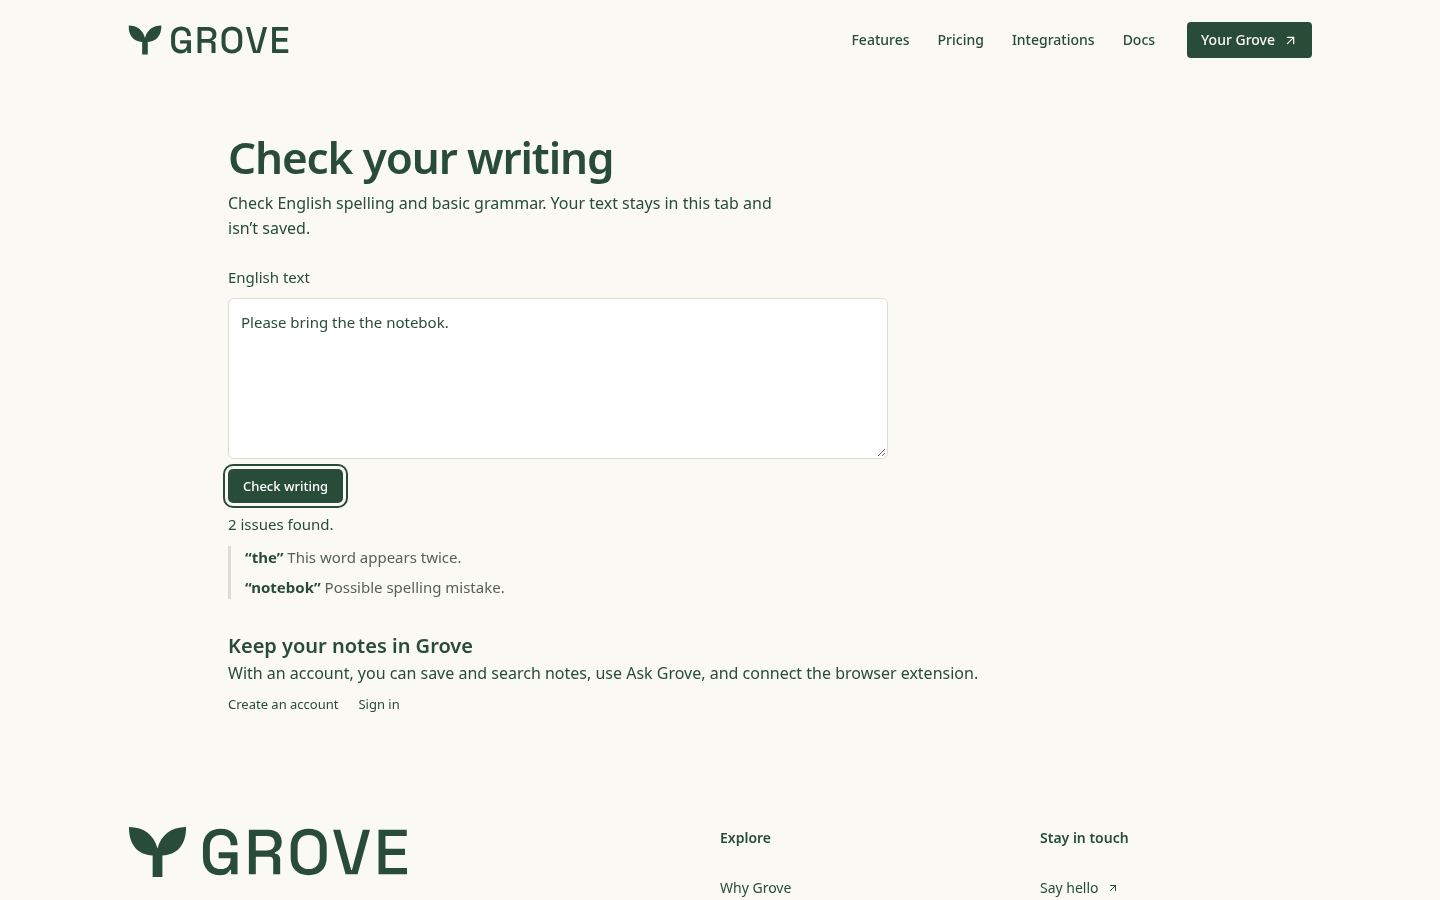 GROVE
Features Pricing Integrations Docs Your Grove
Check your writing
Check English spelling and basic grammar. Your text stays in this tab and
isn’t saved.
English text
Please bring the the notebok.
Check writing
2 issues found.
“the” This word appears twice.
“notebok” Possible spelling mistake.
Keep your notes in Grove
With an account, you can save and search notes, use Ask Grove, and connect the browser extension.
Create an account Sign in
GROVE
Explore
Stay in touch
Why Grove
Say hello